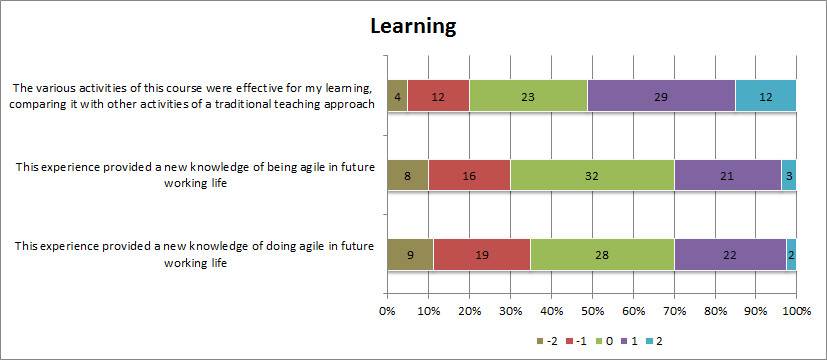 Learning
The various activities of this course were effective for my learning,
comparing it with other activities of a traditional teaching approach
4 12 23 29 12
This experience provided a new knowledge of being agile in future
working life
8 16 32 21 3
This experience provided a new knowledge of doing agile in future
working life
9 19 28 22 2
0% 10% 20% 30% 40% 50% 60% 70% 80% 90% 100%
-2 -1 0 1 2